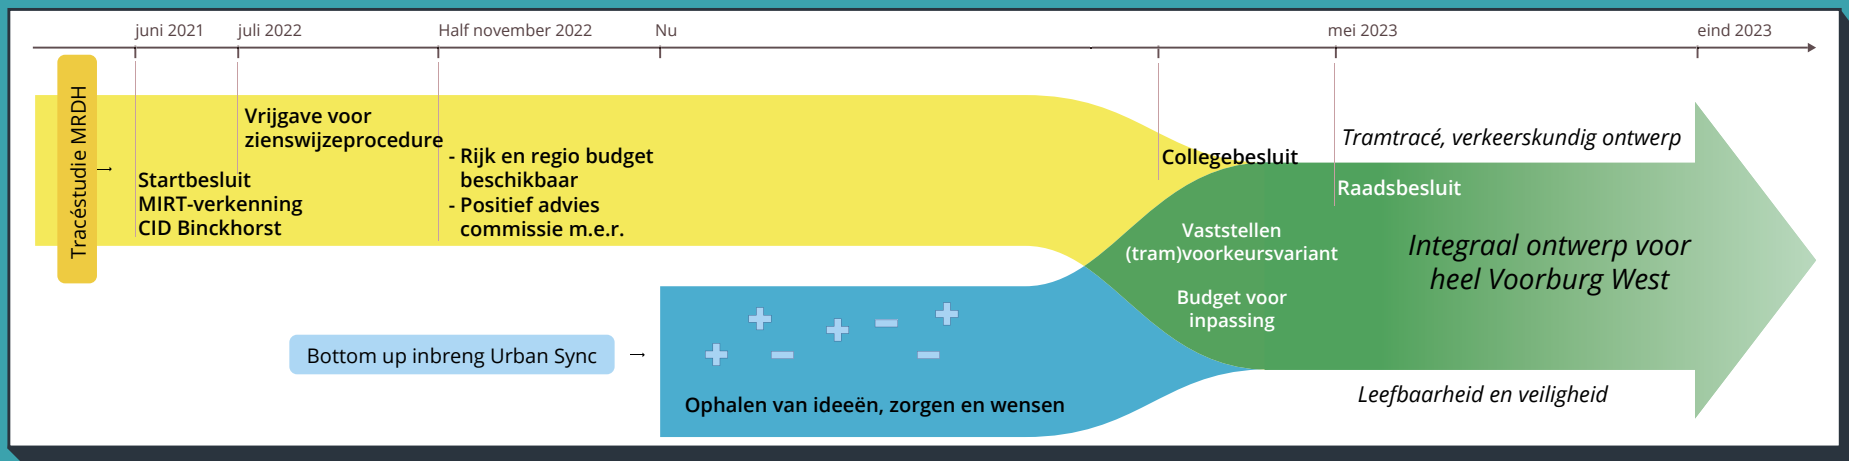 juni 2021
juli 2022
Half november 2022
Nu
mei 2023
eind 2023
Tracéstudie MRDH
→
Startbesluit
MIRT-verkenning
CID Binckhorst
Vrijgave voor
zienswijzeprocedure
- Rijk en regio budget
beschikbaar
- Positief advies
commissie m.e.r.
Collegebesluit
Tramtracé, verkeerskundig ontwerp
Raadsbesluit
Vaststellen
(tram)voorkeursvariant
Budget voor
inpassing
Integraal ontwerp voor
heel Voorburg West
Bottom up inbreng Urban Sync →
Ophalen van ideeën, zorgen en wensen
Leefbaarheid en veiligheid